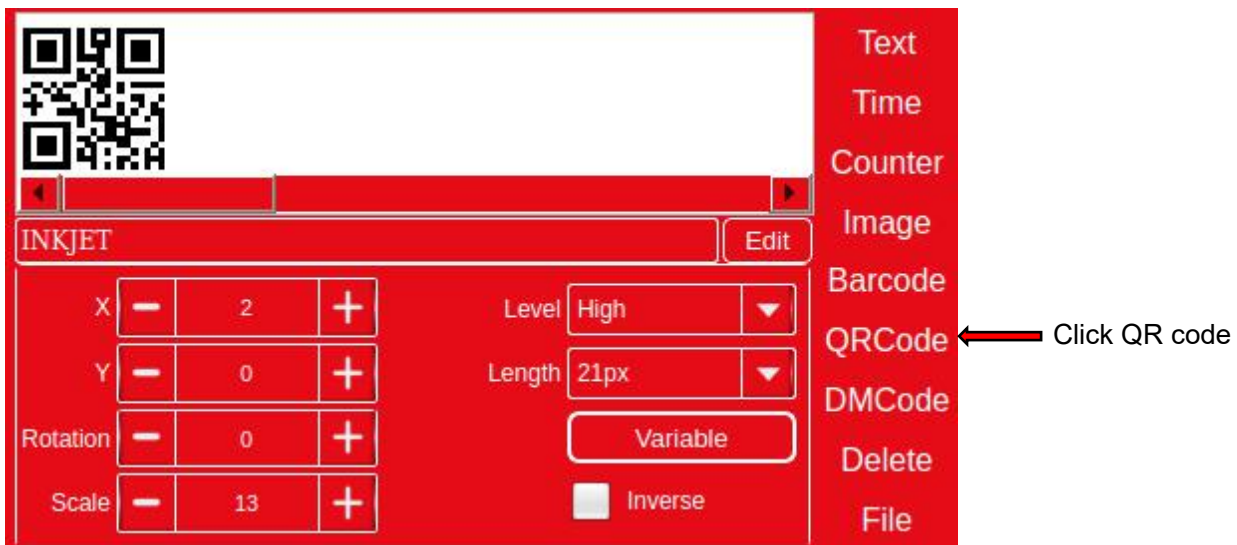 INKJET
Edit
X
2
Level
High
Y
0
Length
21px
Rotation
0
Variable
Scale
13
Inverse
Text
Time
Counter
Image
Barcode
QRCode
DMCode
Delete
File
Click QR code